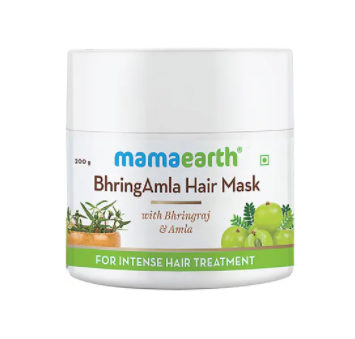 200 g
mamaearth®
BhringAmla Hair Mask
with Bhringraj
& Amla
FOR INTENSE HAIR TREATMENT